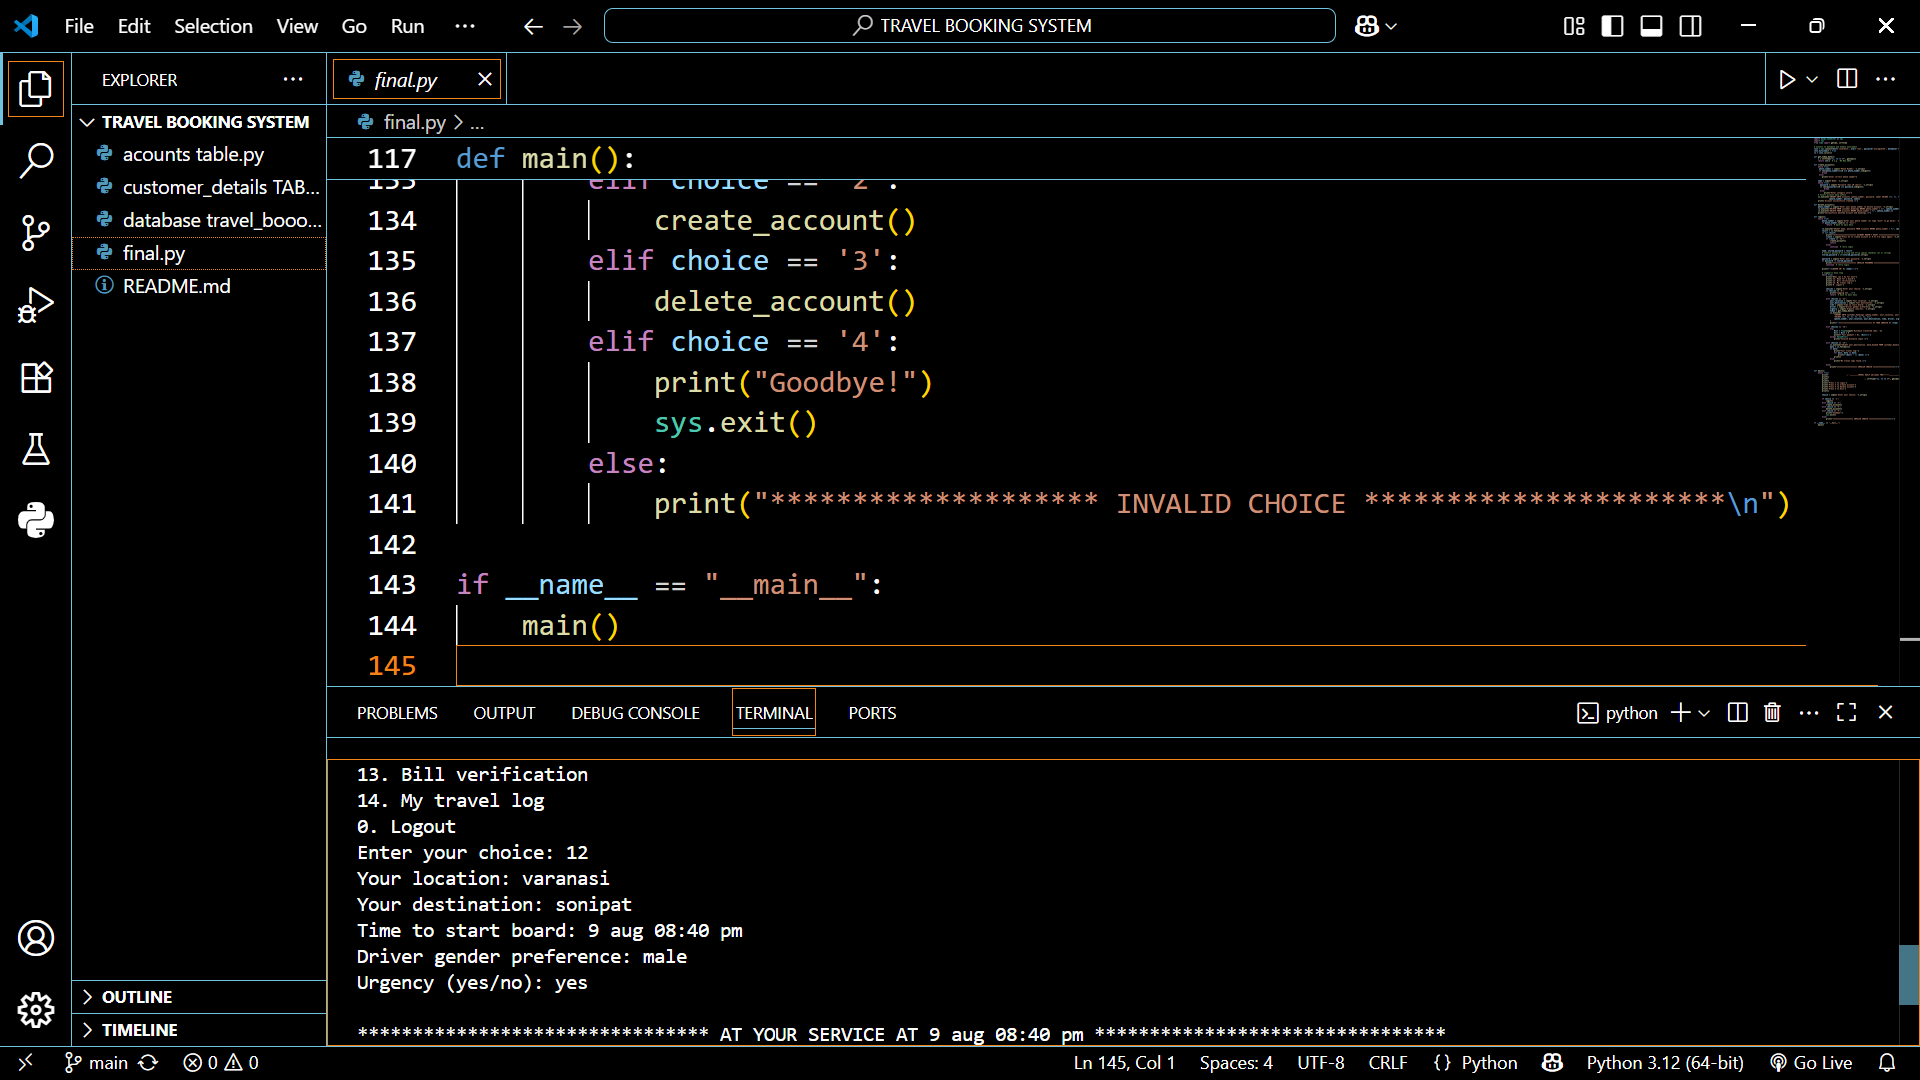 File Edit Selection View Go Run ··· TRAVEL BOOKING SYSTEM
EXPLORER ···
final.py
TRAVEL BOOKING SYSTEM
acounts table.py
customer_details TAB...
database travel_booo...
final.py
README.md
OUTLINE
TIMELINE
final.py > ...
117 def main():
133 elif choice == '2':
134 create_account()
135 elif choice == '3':
136 delete_account()
137 elif choice == '4':
138 print("Goodbye!")
139 sys.exit()
140 else:
141 print("******************** INVALID CHOICE **********************\n")
142
143 if __name__ == "__main__":
144 main()
145
PROBLEMS OUTPUT DEBUG CONSOLE TERMINAL PORTS python
13. Bill verification
14. My travel log
0. Logout
Enter your choice: 12
Your location: varanasi
Your destination: sonipat
Time to start board: 9 aug 08:40 pm
Driver gender preference: male
Urgency (yes/no): yes
******************************** AT YOUR SERVICE AT 9 aug 08:40 pm ********************************
main 0 0 Ln 145, Col 1 Spaces: 4 UTF-8 CRLF {} Python Python 3.12 (64-bit) Go Live